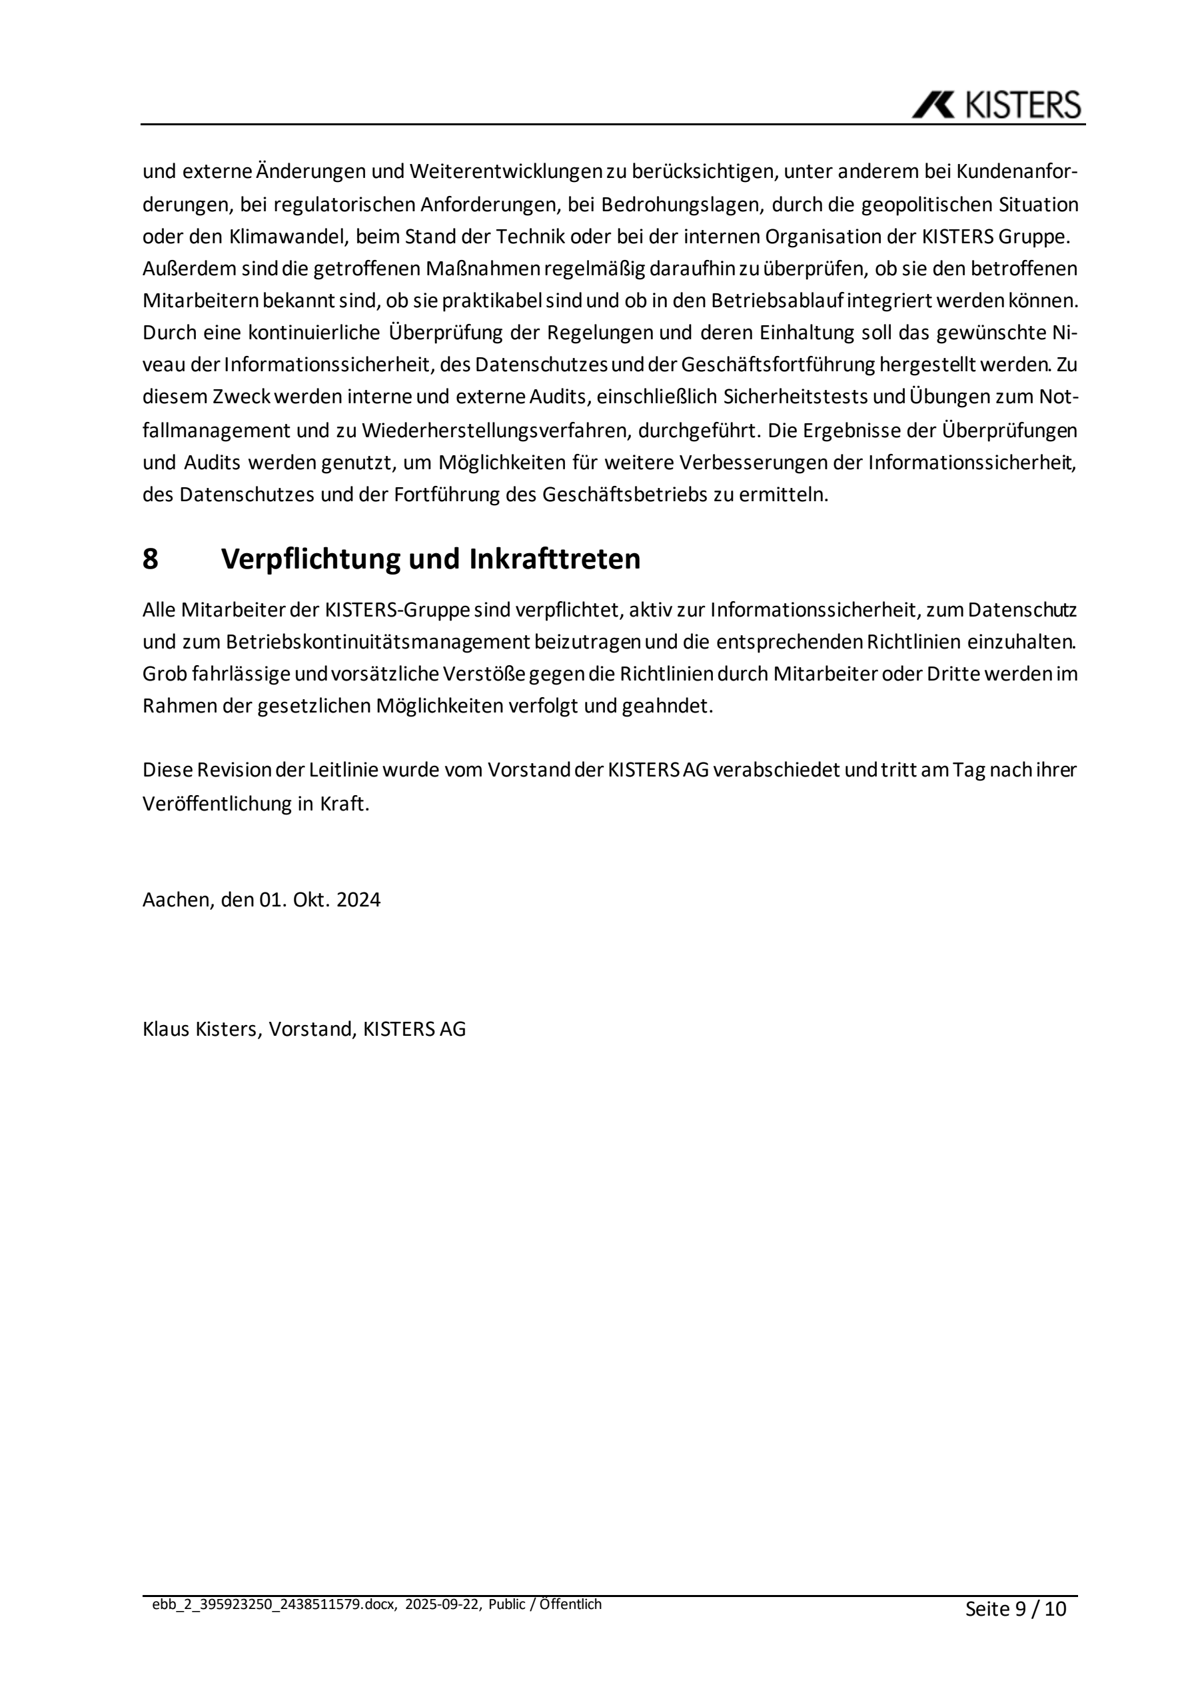 KISTERS
und externe Änderungen und Weiterentwicklungen zu berücksichtigen, unter anderem bei Kundenanfor-
derungen, bei regulatorischen Anforderungen, bei Bedrohungslagen, durch die geopolitischen Situation
oder den Klimawandel, beim Stand der Technik oder bei der internen Organisation der KISTERS Gruppe.
Außerdem sind die getroffenen Maßnahmen regelmäßig daraufhin zu überprüfen, ob sie den betroffenen
Mitarbeitern bekannt sind, ob sie praktikabel sind und ob in den Betriebsablauf integriert werden können.
Durch eine kontinuierliche Überprüfung der Regelungen und deren Einhaltung soll das gewünschte Ni-
veau der Informationssicherheit, des Datenschutzes und der Geschäftsfortführung hergestellt werden. Zu
diesem Zweck werden interne und externe Audits, einschließlich Sicherheitstests und Übungen zum Not-
fallmanagement und zu Wiederherstellungsverfahren, durchgeführt. Die Ergebnisse der Überprüfungen
und Audits werden genutzt, um Möglichkeiten für weitere Verbesserungen der Informationssicherheit,
des Datenschutzes und der Fortführung des Geschäftsbetriebs zu ermitteln.
8 Verpflichtung und Inkrafttreten
Alle Mitarbeiter der KISTERS-Gruppe sind verpflichtet, aktiv zur Informationssicherheit, zum Datenschutz
und zum Betriebskontinuitätsmanagement beizutragen und die entsprechenden Richtlinien einzuhalten.
Grob fahrlässige und vorsätzliche Verstöße gegen die Richtlinien durch Mitarbeiter oder Dritte werden im
Rahmen der gesetzlichen Möglichkeiten verfolgt und geahndet.
Diese Revision der Leitlinie wurde vom Vorstand der KISTERS AG verabschiedet und tritt am Tag nach ihrer
Veröffentlichung in Kraft.
Aachen, den 01. Okt. 2024
Klaus Kisters, Vorstand, KISTERS AG
ebb_2_395923250_2438511579.docx, 2025-09-22, Public / Öffentlich
Seite 9 / 10